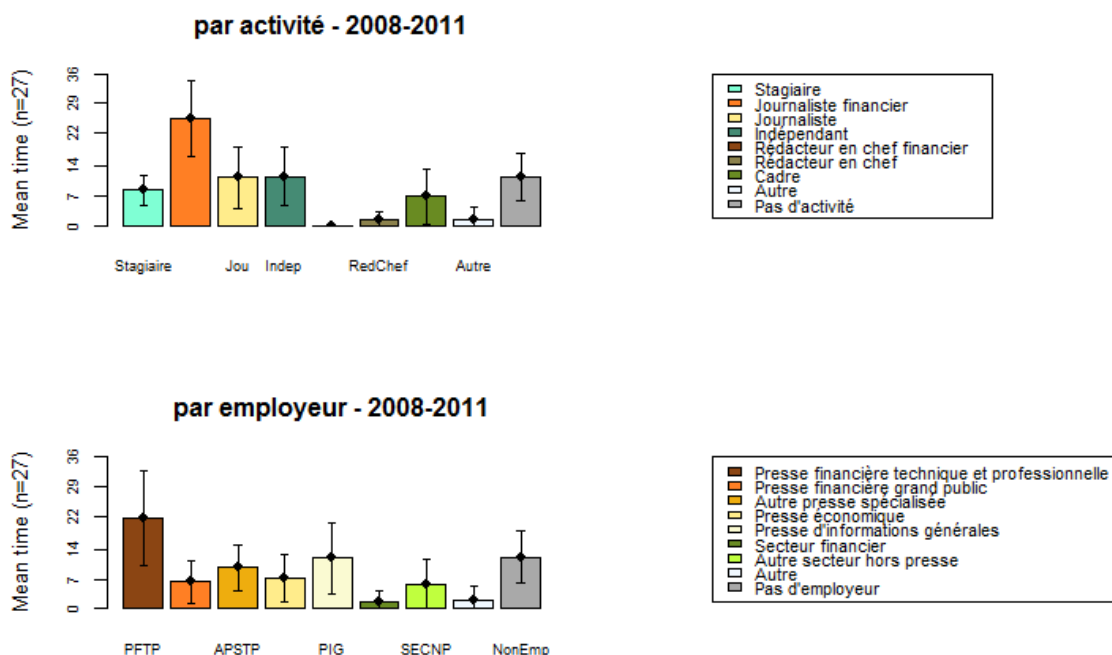 par activité - 2008-2011
Mean time (n=27)
36
29
22
14
7
0
Stagiaire Jou Indep RedChef Autre
Stagiaire
Journaliste financier
Journaliste
Indépendant
Rédacteur en chef financier
Rédacteur en chef
Cadre
Autre
Pas d'activité
par employeur - 2008-2011
Mean time (n=27)
36
29
22
14
7
0
PFTP APSTP PIG SECNP NonEmp
Presse financière technique et professionnelle
Presse financière grand public
Autre presse spécialisée
Presse économique
Presse d'informations générales
Secteur financier
Autre secteur hors presse
Autre
Pas d'employeur